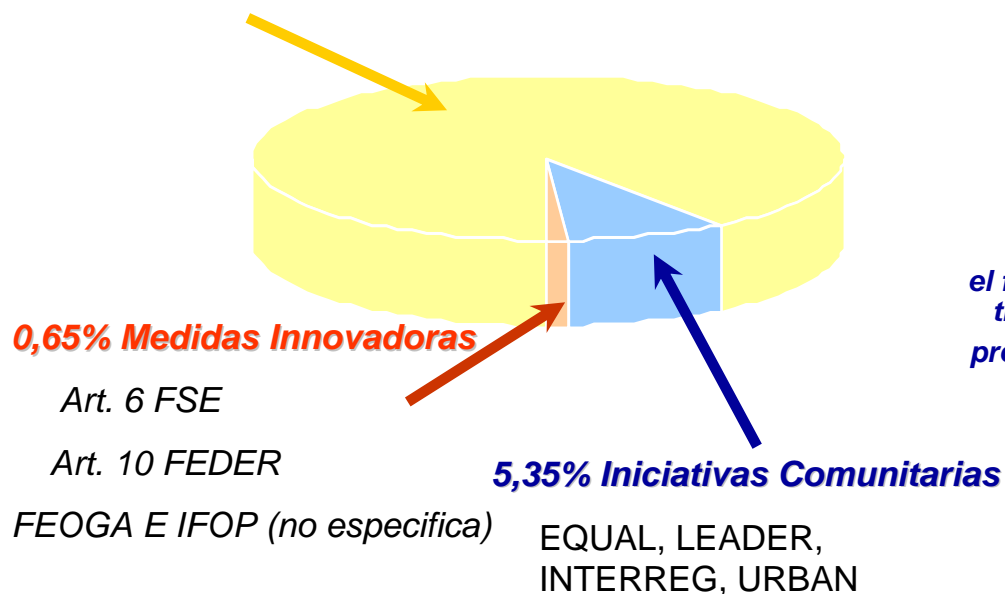 el
0,65% Medidas Innovadoras
Art. 6 FSE
Art. 10 FEDER
FEOGA E IFOP (no especifica)
5,35% Iniciativas Comunitarias
EQUAL, LEADER,
INTERREG, URBAN